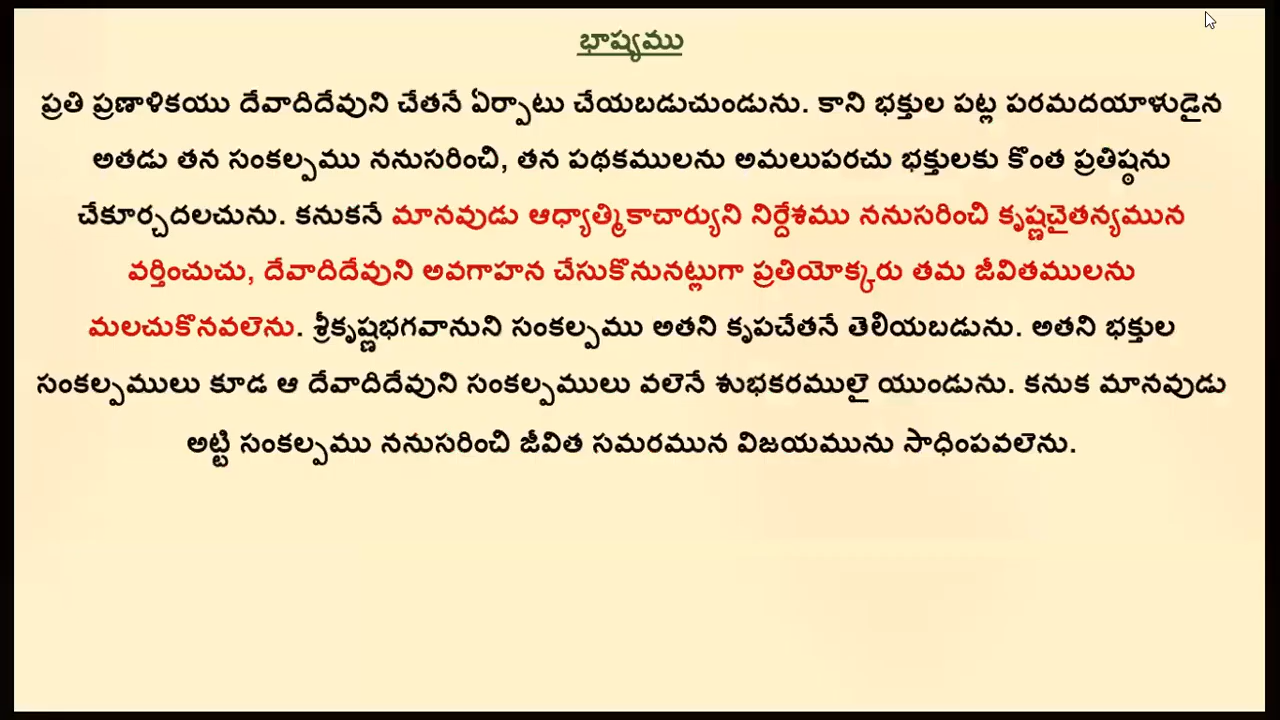 భాష్యము
ప్రతి ప్రణాళికయు దేవాదిదేవుని చేతనే ఏర్పాటు చేయబడుచుండును. కాని భక్తుల పట్ల పరమదయాళుడైన
అతడు తన సంకల్పము ననుసరించి, తన పథకములను అమలుపరచు భక్తులకు కొంత ప్రతిష్ఠను
చేకూర్చదలచును. కనుకనే మానవుడు ఆధ్యాత్మికాచార్యుని నిర్దేశము ననుసరించి కృష్ణచైతన్యమున
వర్తించుచు, దేవాదిదేవుని అవగాహన చేసుకొనునట్లుగా ప్రతియోక్కరు తమ జీవితములను
మలచుకొనవలెను. శ్రీకృష్ణభగవానుని సంకల్పము అతని కృపచేతనే తెలియబడును. అతని భక్తుల
సంకల్పములు కూడ ఆ దేవాదిదేవుని సంకల్పములు వలెనే శుభకరములై యుండును. కనుక మానవుడు
అట్టి సంకల్పము ననుసరించి జీవిత సమరమున విజయమును సాధింపవలెను.